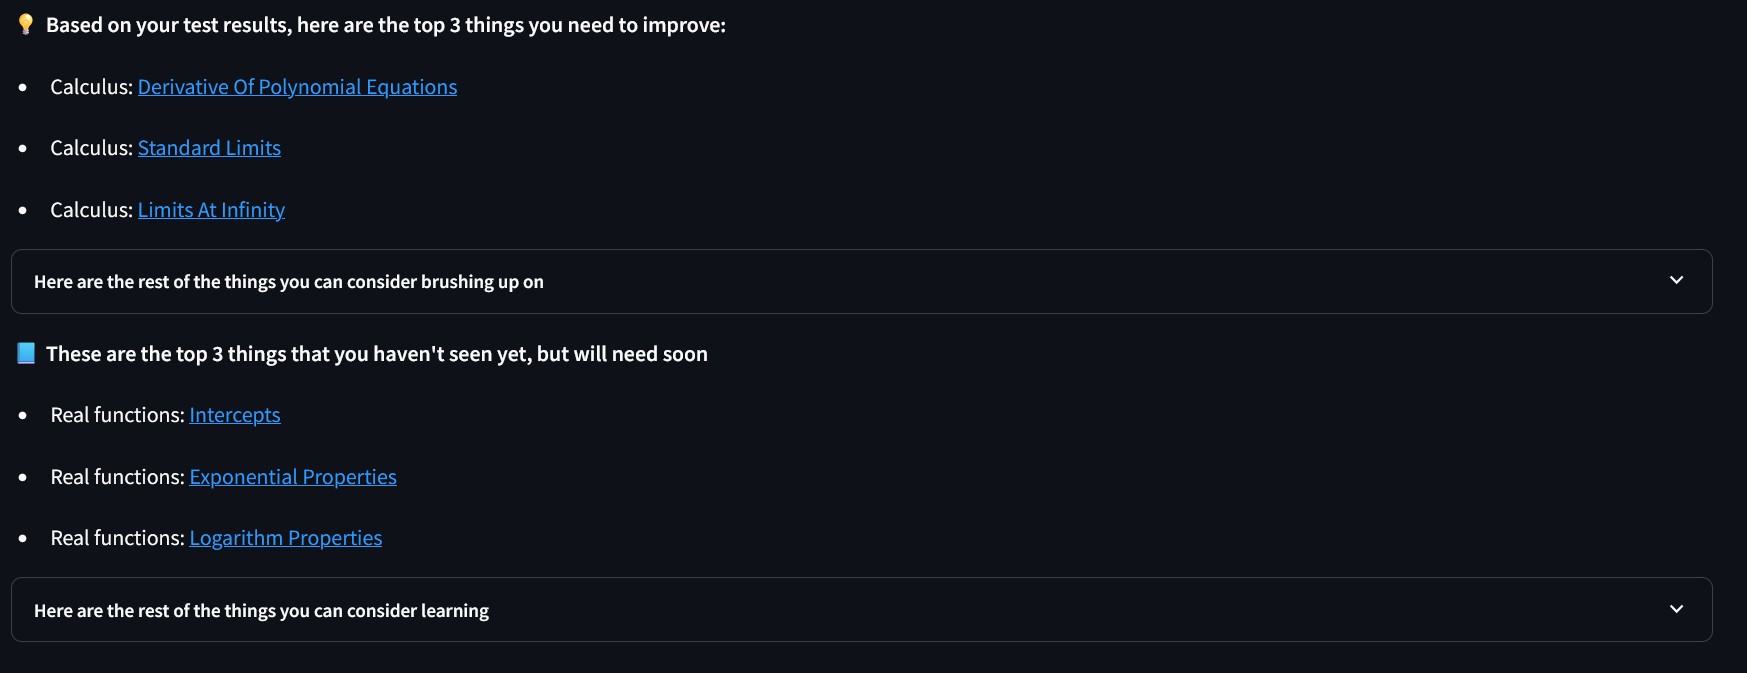 💡 Based on your test results, here are the top 3 things you need to improve:
• Calculus: Derivative Of Polynomial Equations
• Calculus: Standard Limits
• Calculus: Limits At Infinity
Here are the rest of the things you can consider brushing up on
📘 These are the top 3 things that you haven't seen yet, but will need soon
• Real functions: Intercepts
• Real functions: Exponential Properties
• Real functions: Logarithm Properties
Here are the rest of the things you can consider learning